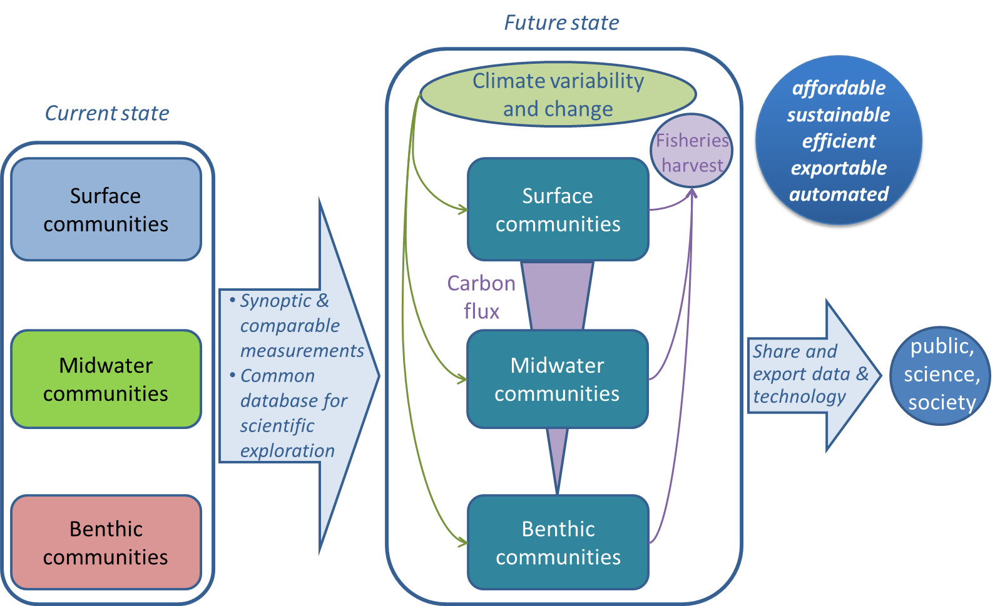 Future state
Current state
Surface
communities
Midwater
communities
Benthic
communities
• Synoptic &
comparable
measurements
• Common
database for
scientific
exploration
Climate variability
and change
Fisheries
harvest
Surface
communities
Carbon
flux
Midwater
communities
Benthic
communities
affordable
sustainable
efficient
exportable
automated
Share and
export data &
technology
public,
science,
society